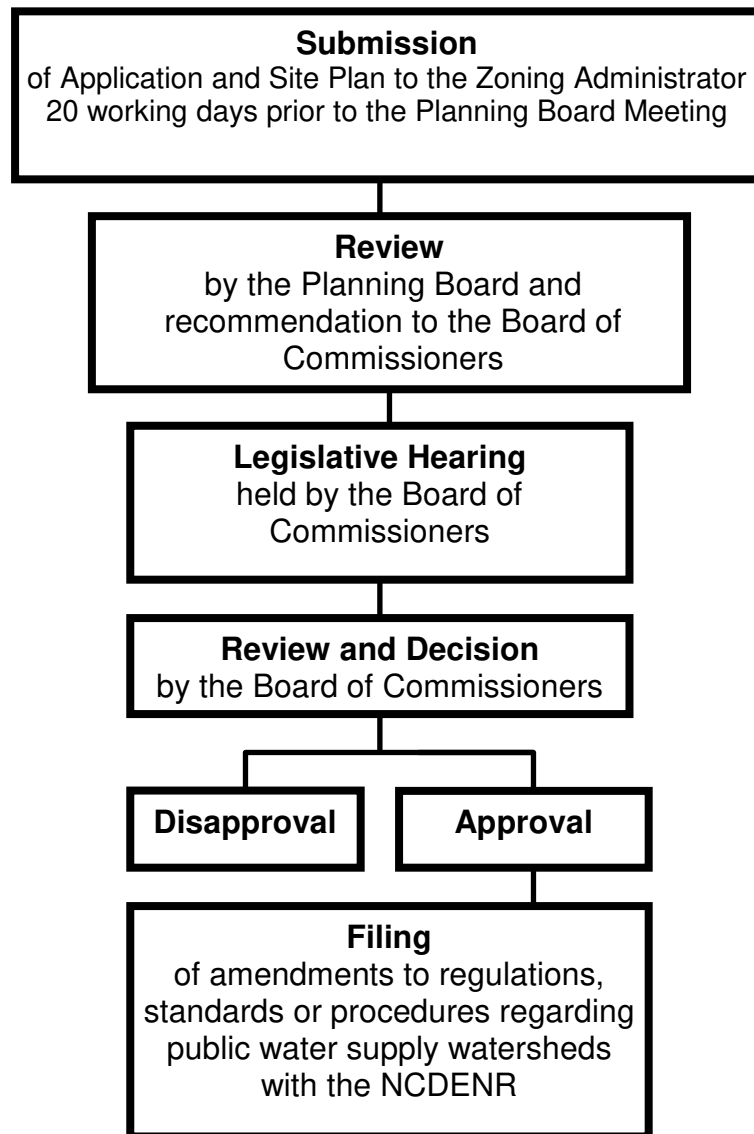 Submission
of Application and Site Plan to the Zoning Administrator
20 working days prior to the Planning Board Meeting
Review
by the Planning Board and
recommendation to the Board of
Commissioners
Legislative Hearing
held by the Board of
Commissioners
Review and Decision
by the Board of Commissioners
Disapproval
Approval
Filing
of amendments to regulations,
standards or procedures regarding
public water supply watersheds
with the NCDENR